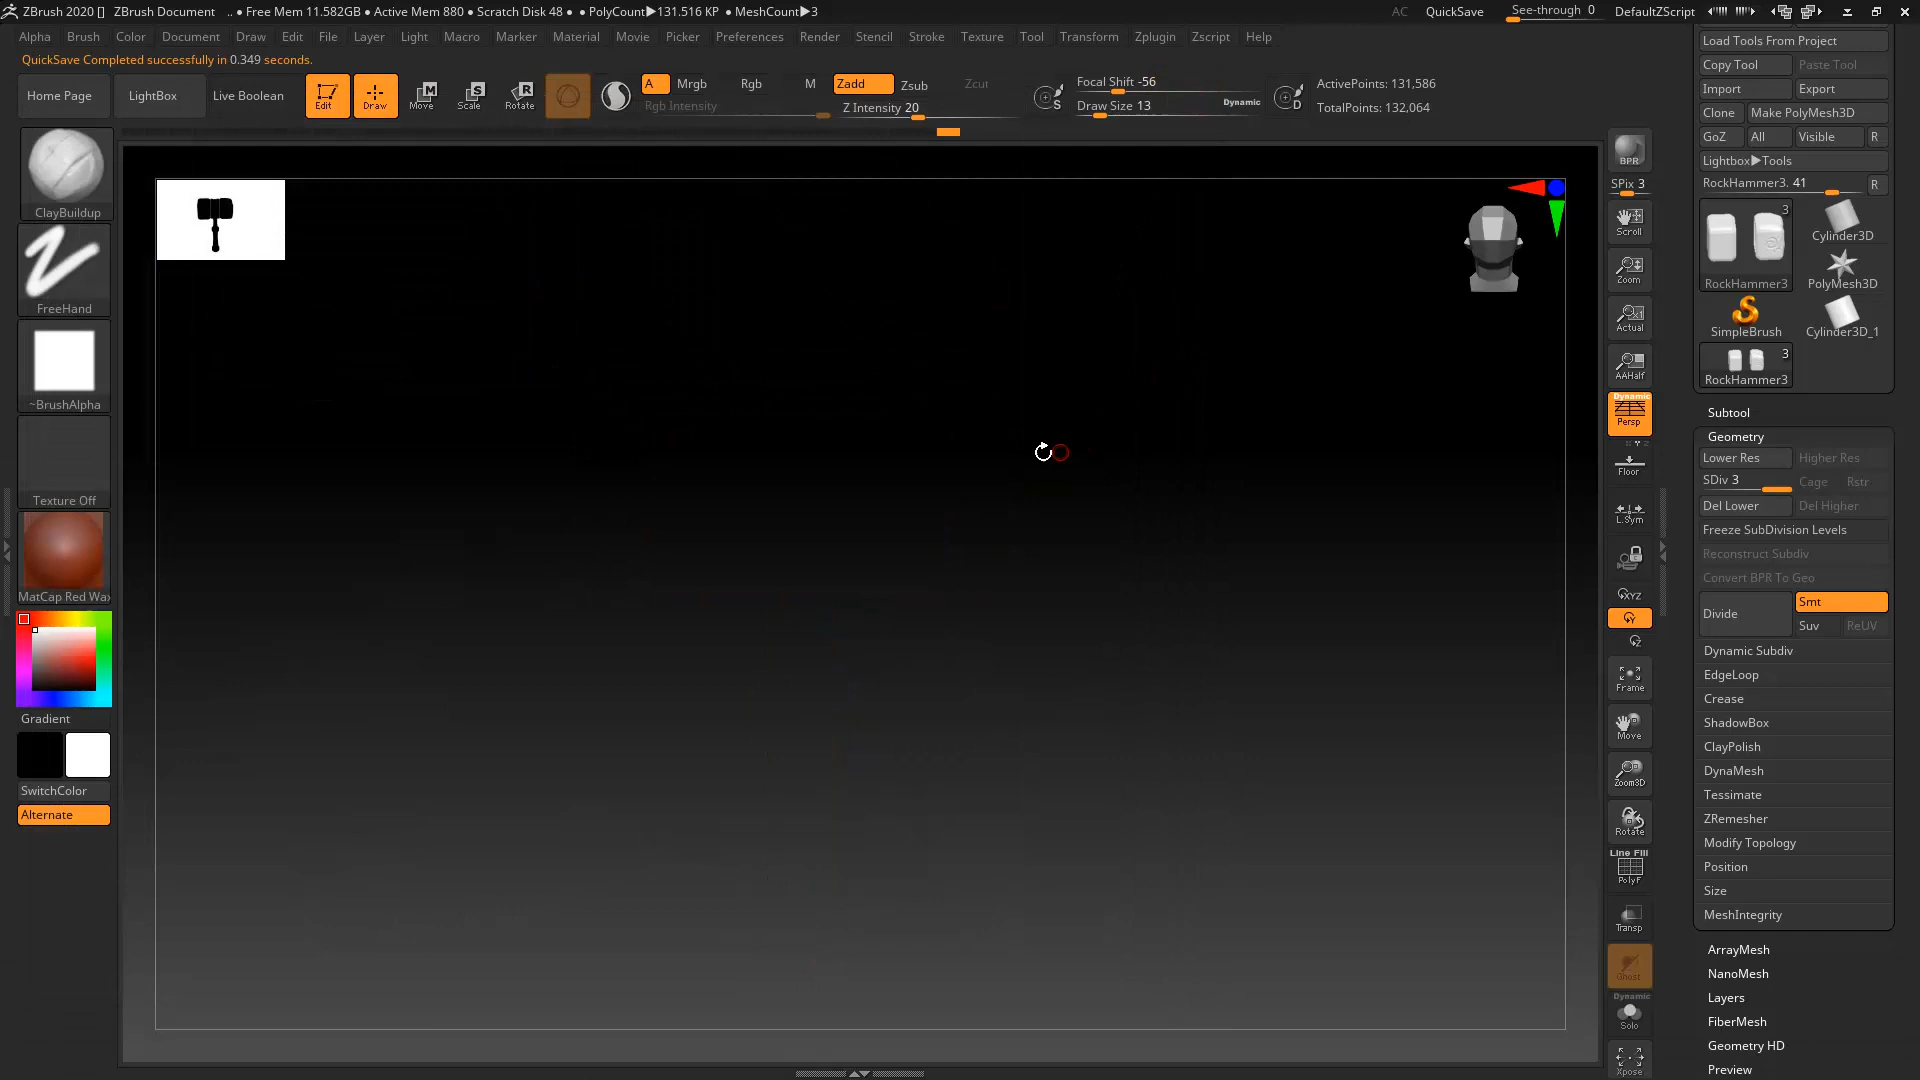 ZBrush 2020 [] ZBrush Document .. ● Free Mem 11.582GB ● Active Mem 880 ● Scratch Disk 48 ● PolyCount▶131.516 KP ● MeshCount▶3 AC QuickSave See-through 0 DefaultZScript
Alpha Brush Color Document Draw Edit File Layer Light Macro Marker Material Movie Picker Preferences Render Stencil Stroke Texture Tool Transform Zplugin Zscript Help
QuickSave Completed successfully in 0.349 seconds.
Home Page LightBox Live Boolean Edit Draw Move Scale Rotate
A Mrgb Rgb M Zadd Zsub Zcut
Rgb Intensity Z Intensity 20
Focal Shift -56
Draw Size 13 Dynamic
S D
ActivePoints: 131,586
TotalPoints: 132,064
ClayBuildup
FreeHand
~BrushAlpha
Texture Off
MatCap Red Wax
Gradient
SwitchColor
Alternate
BPR
SPix 3
Scroll
Zoom
Actual
AAHalf
Dynamic
Persp
Floor
L.Sym
XYZ
Y
Z
Frame
Move
Zoom3D
Rotate
Line Fill
PolyF
Transp
Ghost
Dynamic
Solo
Xpose
Load Tools From Project
Copy Tool Paste Tool
Import Export
Clone Make PolyMesh3D
GoZ All Visible R
Lightbox▶Tools
RockHammer3. 41 R
3
RockHammer3 Cylinder3D
PolyMesh3D
SimpleBrush Cylinder3D_1
3
RockHammer3
Subtool
Geometry
Lower Res Higher Res
SDiv 3 Cage Rstr
Del Lower Del Higher
Freeze SubDivision Levels
Reconstruct Subdiv
Convert BPR To Geo
Divide Smt
Suv ReUV
Dynamic Subdiv
EdgeLoop
Crease
ShadowBox
ClayPolish
DynaMesh
Tessimate
ZRemesher
Modify Topology
Position
Size
MeshIntegrity
ArrayMesh
NanoMesh
Layers
FiberMesh
Geometry HD
Preview